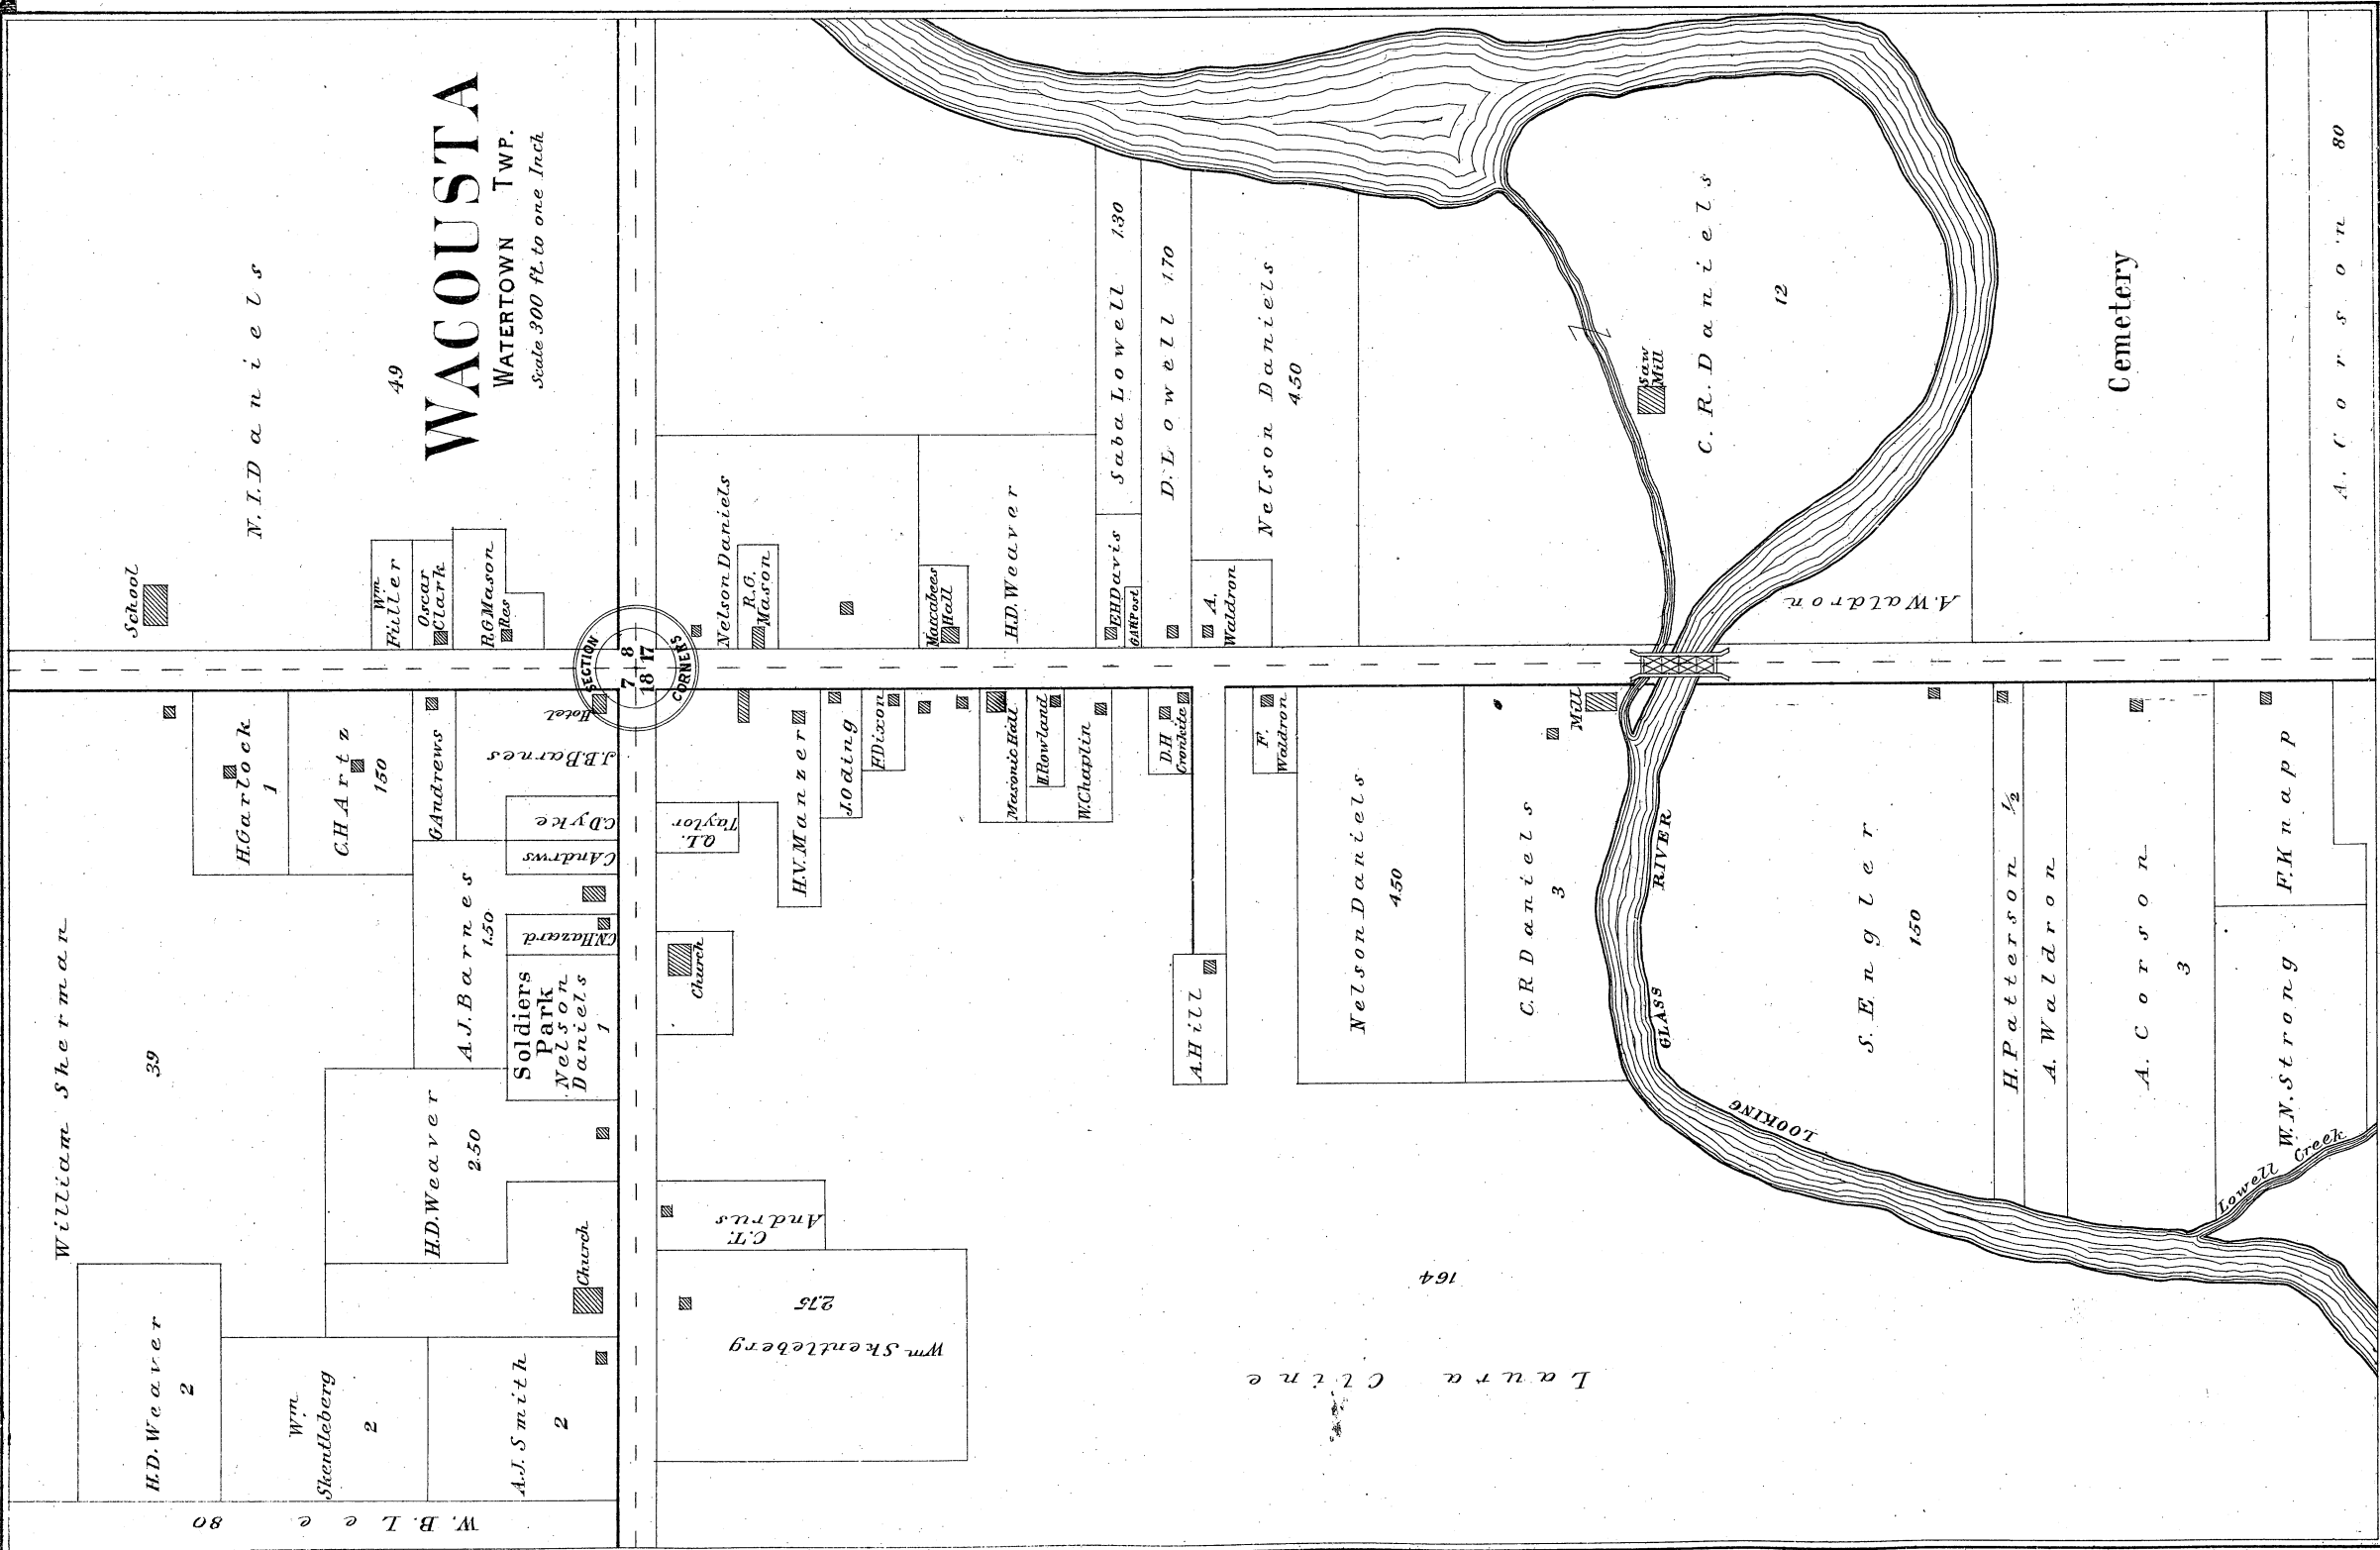 WACOUSTA
WATERTOWN TWP.
Scale 300 ft. to one Inch
School
N. I. Daniels
49
Wm
Filler
Oscar
Clark
R.G Mason
Res
SECTION
CORNERS
7 8
18 17
Nelson Daniels
R.G.
Mason
Maccabees
Hall
H.D. Weaver
Saba Lowell 1.30
E H Davis
GAR Post
D. Lowell 1.70
Nelson Daniels
4.50
A.
Waldron
Saw
Mill
C. R. Daniels
12
A. Waldron
Cemetery
A. Corson 80
William Sherman
39
H. Garlock
1
C.H Artz
1.50
G Andrews
Hotel
J.B. Barnes
C Dyke
C Andrws
A. J. Barnes
1.50
C.N. Hazard
Soldiers
Park
Nelson
Daniels
1
H.D. Weaver
2.50
Church
H.D. Weaver
2
Wm
Skentleberg
2
A.J. Smith
2
W. B. Lee 80
O.L.
Taylor
H.V. Manzer
J. Oding
F. Dixon
Masonic Hall
H. Rowland
W. Chaplin
D.H
Cronkite
F.
Waldron
Church
A. Hill
Nelson Daniels
4.50
C.R Daniels
3
Mill
LOOKING
GLASS
RIVER
S. Engler
1.50
H. Patterson 1/2
A. Waldron
A. Corson
3
F. Knapp
W. N. Strong
Lowell Creek
C.T.
Andrus
2.75
Wm Skentleberg
164
Laura Cline